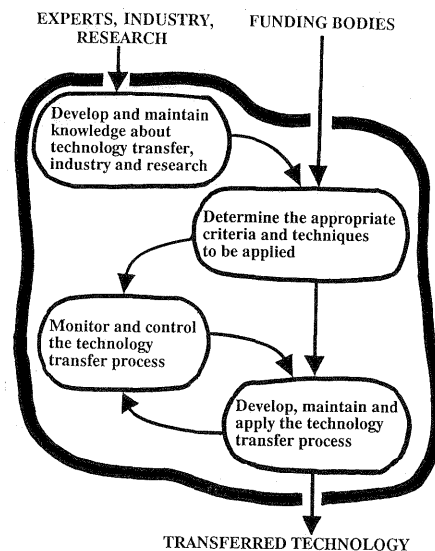 EXPERTS, INDUSTRY,
RESEARCH
FUNDING BODIES
Develop and maintain
knowledge about
technology transfer,
industry and research
Determine the appropriate
criteria and techniques
to be applied
Monitor and control
the technology
transfer process
Develop, maintain and
apply the technology
transfer process
TRANSFERRED TECHNOLOGY